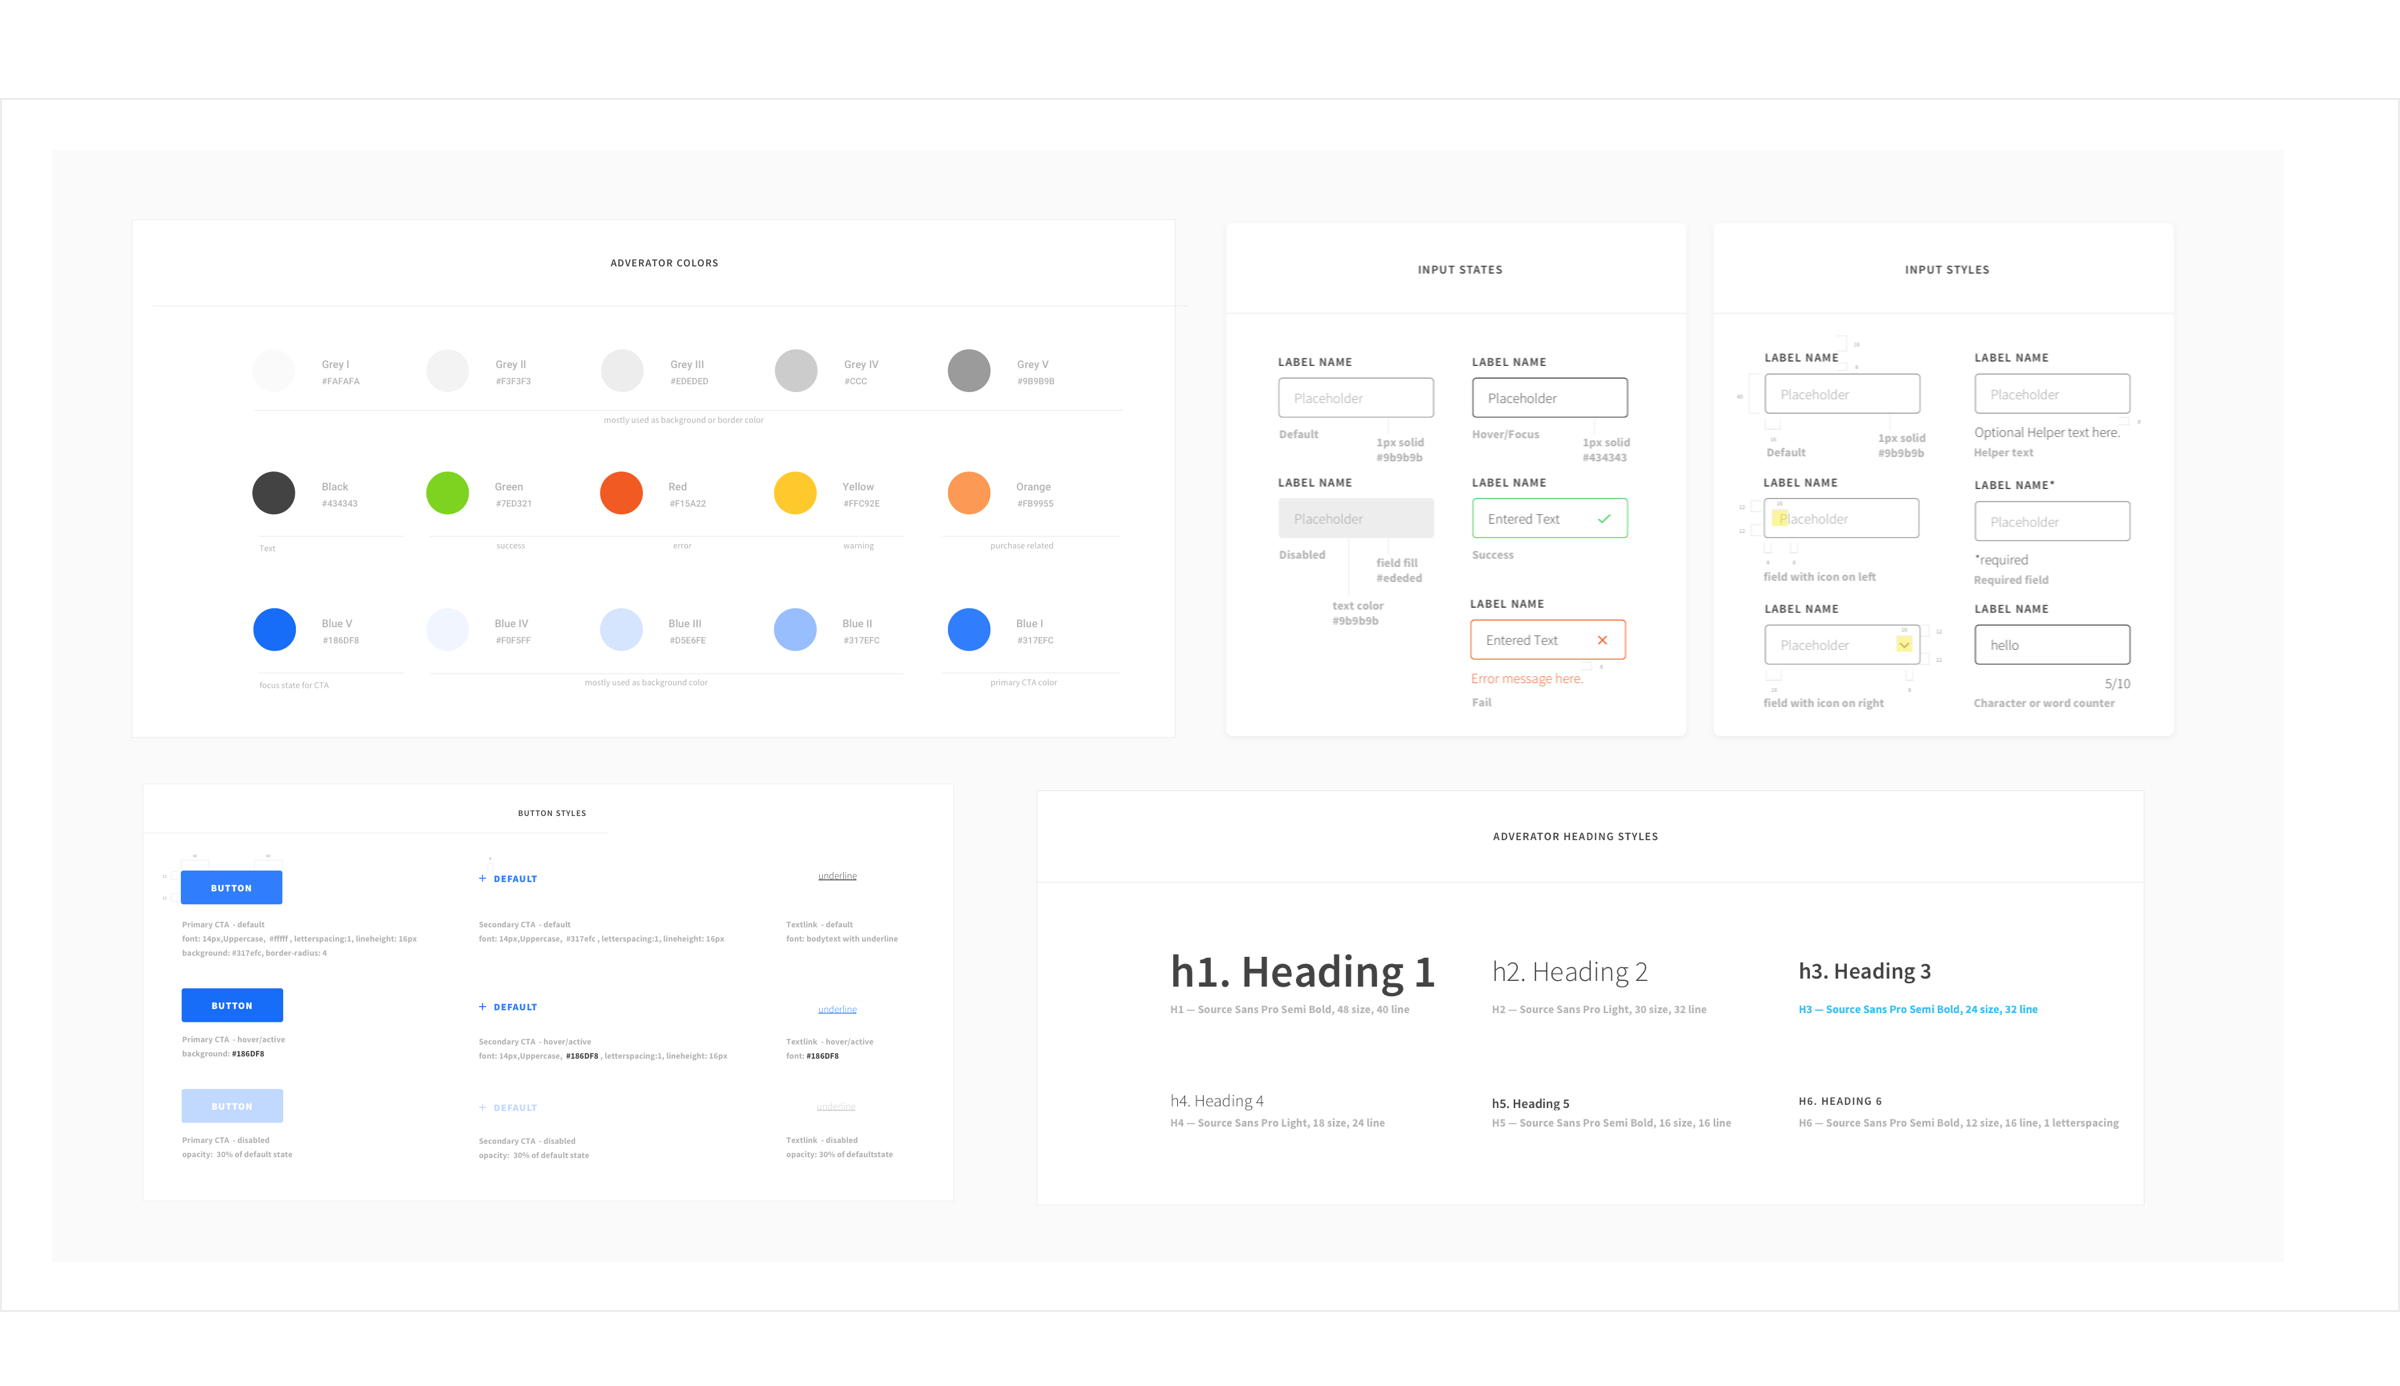 ADVERATOR COLORS
Grey I
#FAFAFA
Grey II
#F3F3F3
Grey III
#EDEDED
Grey IV
#CCC
Grey V
#9B9B9B
mostly used as background or border color
Black
#434343
Green
#7ED321
Red
#F15A22
Yellow
#FFC92E
Orange
#FB9955
Text
success
error
warning
purchase related
Blue V
#186DF8
Blue IV
#F0F5FF
Blue III
#D5E6FE
Blue II
#317EFC
Blue I
#317EFC
focus state for CTA
mostly used as background color
primary CTA color
INPUT STATES
LABEL NAME
Placeholder
Default
1px solid
#9b9b9b
LABEL NAME
Placeholder
Hover/Focus
1px solid
#434343
LABEL NAME
Placeholder
Disabled
field fill
#ededed
text color
#9b9b9b
LABEL NAME
Entered Text
Success
LABEL NAME
Entered Text
Error message here.
Fail
INPUT STYLES
LABEL NAME
Placeholder
Default
1px solid
#9b9b9b
LABEL NAME
Placeholder
Optional Helper text here.
Helper text
LABEL NAME
Placeholder
field with icon on left
LABEL NAME*
Placeholder
*required
Required field
LABEL NAME
Placeholder
field with icon on right
LABEL NAME
hello
5/10
Character or word counter
BUTTON STYLES
BUTTON
Primary CTA - default
font: 14px,Uppercase, #fffff , letterspacing:1, lineheight: 16px
background: #317efc, border-radius: 4
+ DEFAULT
Secondary CTA - default
font: 14px,Uppercase, #317efc , letterspacing:1, lineheight: 16px
underline
Textlink - default
font: bodytext with underline
BUTTON
Primary CTA - hover/active
background: #186DF8
+ DEFAULT
Secondary CTA - hover/active
font: 14px,Uppercase, #186DF8 , letterspacing:1, lineheight: 16px
underline
Textlink - hover/active
font: #186DF8
BUTTON
Primary CTA - disabled
opacity: 30% of default state
+ DEFAULT
Secondary CTA - disabled
opacity: 30% of default state
underline
Textlink - disabled
opacity: 30% of defaultstate
ADVERATOR HEADING STYLES
h1. Heading 1
H1 — Source Sans Pro Semi Bold, 48 size, 40 line
h2. Heading 2
H2 — Source Sans Pro Light, 30 size, 32 line
h3. Heading 3
H3 — Source Sans Pro Semi Bold, 24 size, 32 line
h4. Heading 4
H4 — Source Sans Pro Light, 18 size, 24 line
h5. Heading 5
H5 — Source Sans Pro Semi Bold, 16 size, 16 line
H6. HEADING 6
H6 — Source Sans Pro Semi Bold, 12 size, 16 line, 1 letterspacing